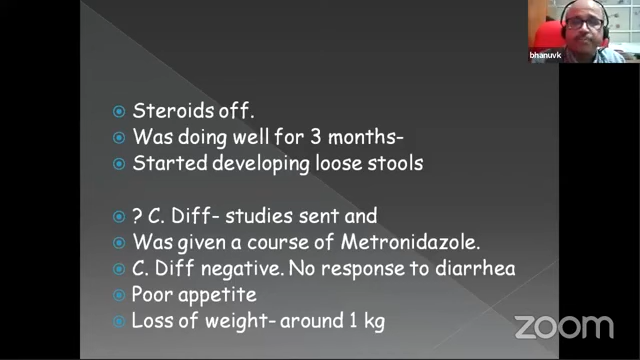 bhanuvk
Steroids off.
Was doing well for 3 months-
Started developing loose stools
? C. Diff- studies sent and
Was given a course of Metronidazole.
C. Diff negative. No response to diarrhea
Poor appetite
Loss of weight- around 1 kg
zoom